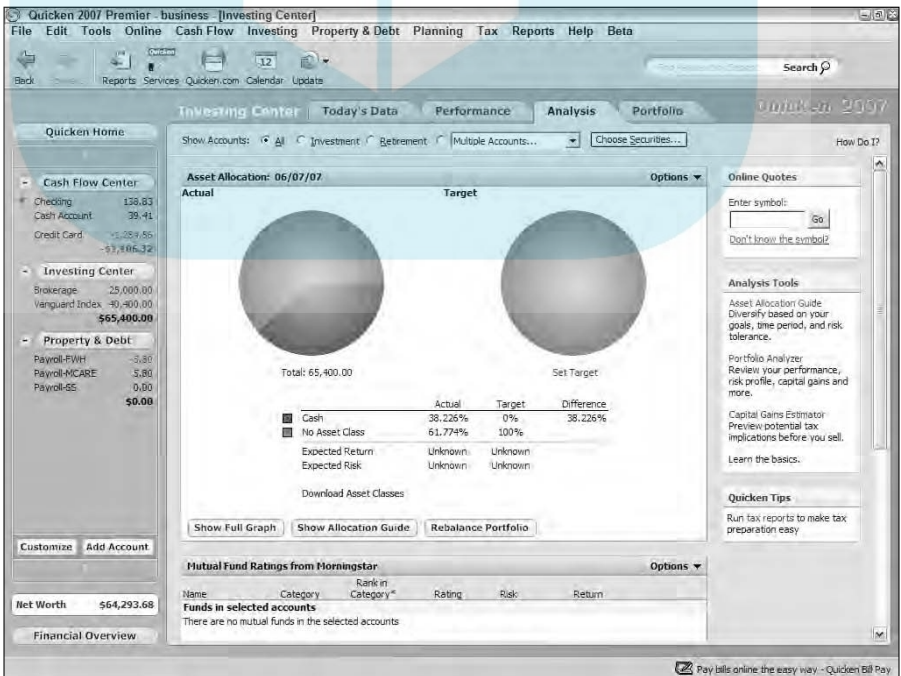 Quicken 2007 Premier - business - [Investing Center]
File Edit Tools Online Cash Flow Investing Property & Debt Planning Tax Reports Help Beta
Back Reports Services Quicken.com Calendar Update
Search
Investing Center Today's Data Performance Analysis Portfolio Quicken 2007
Show Accounts: All Investment Retirement Multiple Accounts... Choose Securities... How Do I?
Quicken Home
Cash Flow Center
Checking 138.83
Cash Account 39.41
Credit Card
Investing Center
Brokerage 25,000.00
Vanguard Index 40,400.00
$65,400.00
Property & Debt
Payroll-FWH -5.80
Payroll-MCARE 5.80
Payroll-SS 0.00
$0.00
Customize Add Account
Net Worth $64,293.68
Financial Overview
Asset Allocation: 06/07/07 Options
Actual Target
Total: 65,400.00 Set Target
Actual Target Difference
Cash 38.226% 0% 38.226%
No Asset Class 61.774% 100%
Expected Return Unknown Unknown
Expected Risk Unknown Unknown
Download Asset Classes
Show Full Graph Show Allocation Guide Rebalance Portfolio
Mutual Fund Ratings from Morningstar Options
Rank in
Name Category Category* Rating Risk Return
Funds in selected accounts
There are no mutual funds in the selected accounts
Online Quotes
Enter symbol:
Go
Don't know the symbol?
Analysis Tools
Asset Allocation Guide
Diversify based on your
goals, time period, and risk
tolerance.
Portfolio Analyzer
Review your performance,
risk profile, capital gains and
more.
Capital Gains Estimator
Preview potential tax
implications before you sell.
Learn the basics.
Quicken Tips
Run tax reports to make tax
preparation easy
Pay bills online the easy way - Quicken Bill Pay